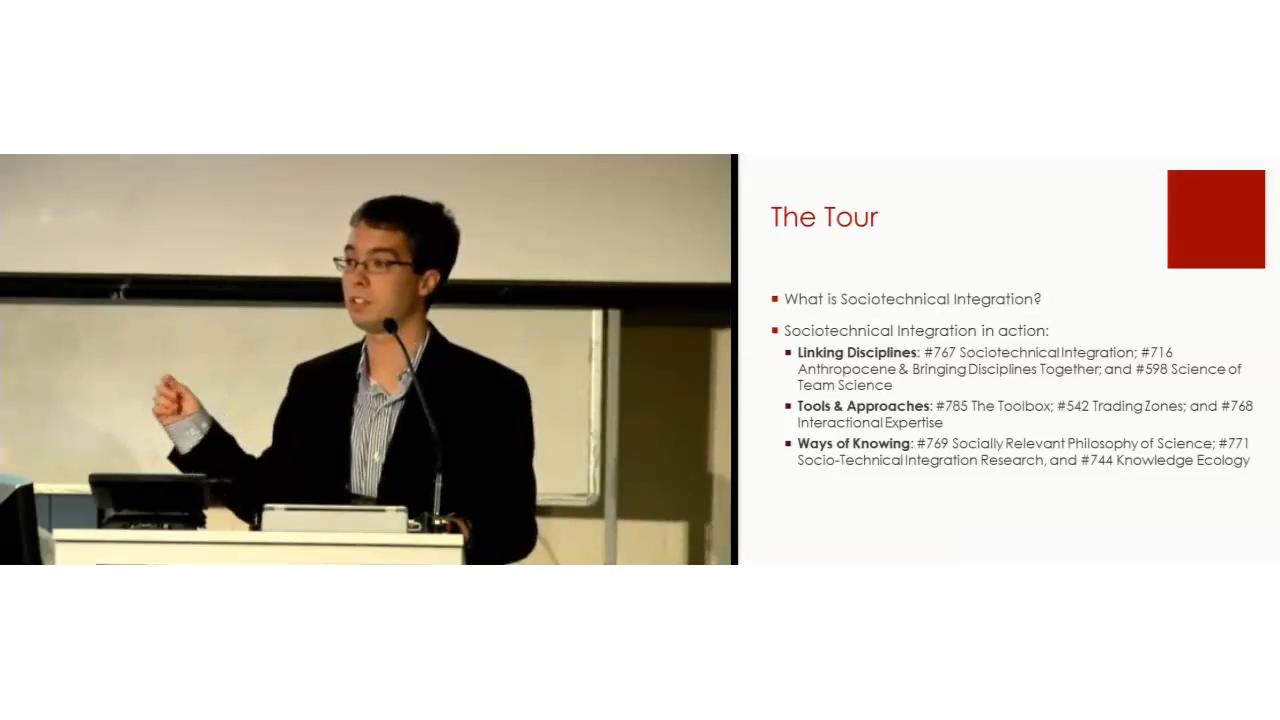 The Tour
What is Sociotechnical Integration?
Sociotechnical Integration in action:
Linking Disciplines: #767 Sociotechnical Integration; #716
Anthropocene & Bringing Disciplines Together; and #598 Science of
Team Science
Tools & Approaches: #785 The Toolbox; #542 Trading Zones; and #768
Interactional Expertise
Ways of Knowing: #769 Socially Relevant Philosophy of Science; #771
Socio-Technical Integration Research, and #744 Knowledge Ecology